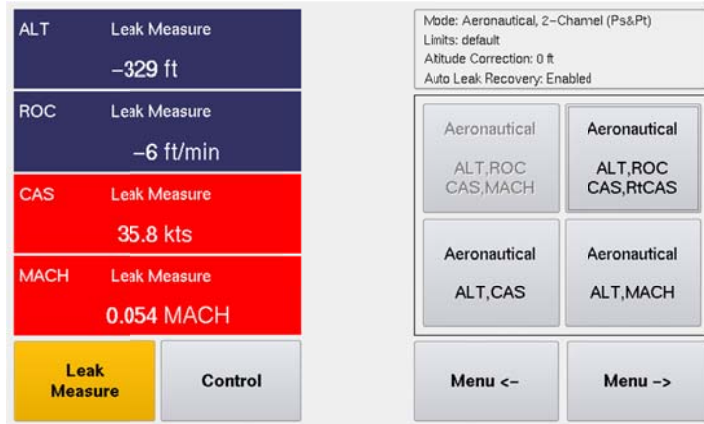 ALT Leak Measure
–329 ft
ROC Leak Measure
–6 ft/min
CAS Leak Measure
35.8 kts
MACH Leak Measure
0.054 MACH
Leak
Measure
Control
Mode: Aeronautical, 2–Channel (Ps&Pt)
Limits: default
Altitude Correction: 0 ft
Auto Leak Recovery: Enabled
Aeronautical
ALT,ROC
CAS,MACH
Aeronautical
ALT,ROC
CAS,RtCAS
Aeronautical
ALT,CAS
Aeronautical
ALT,MACH
Menu <–
Menu –>